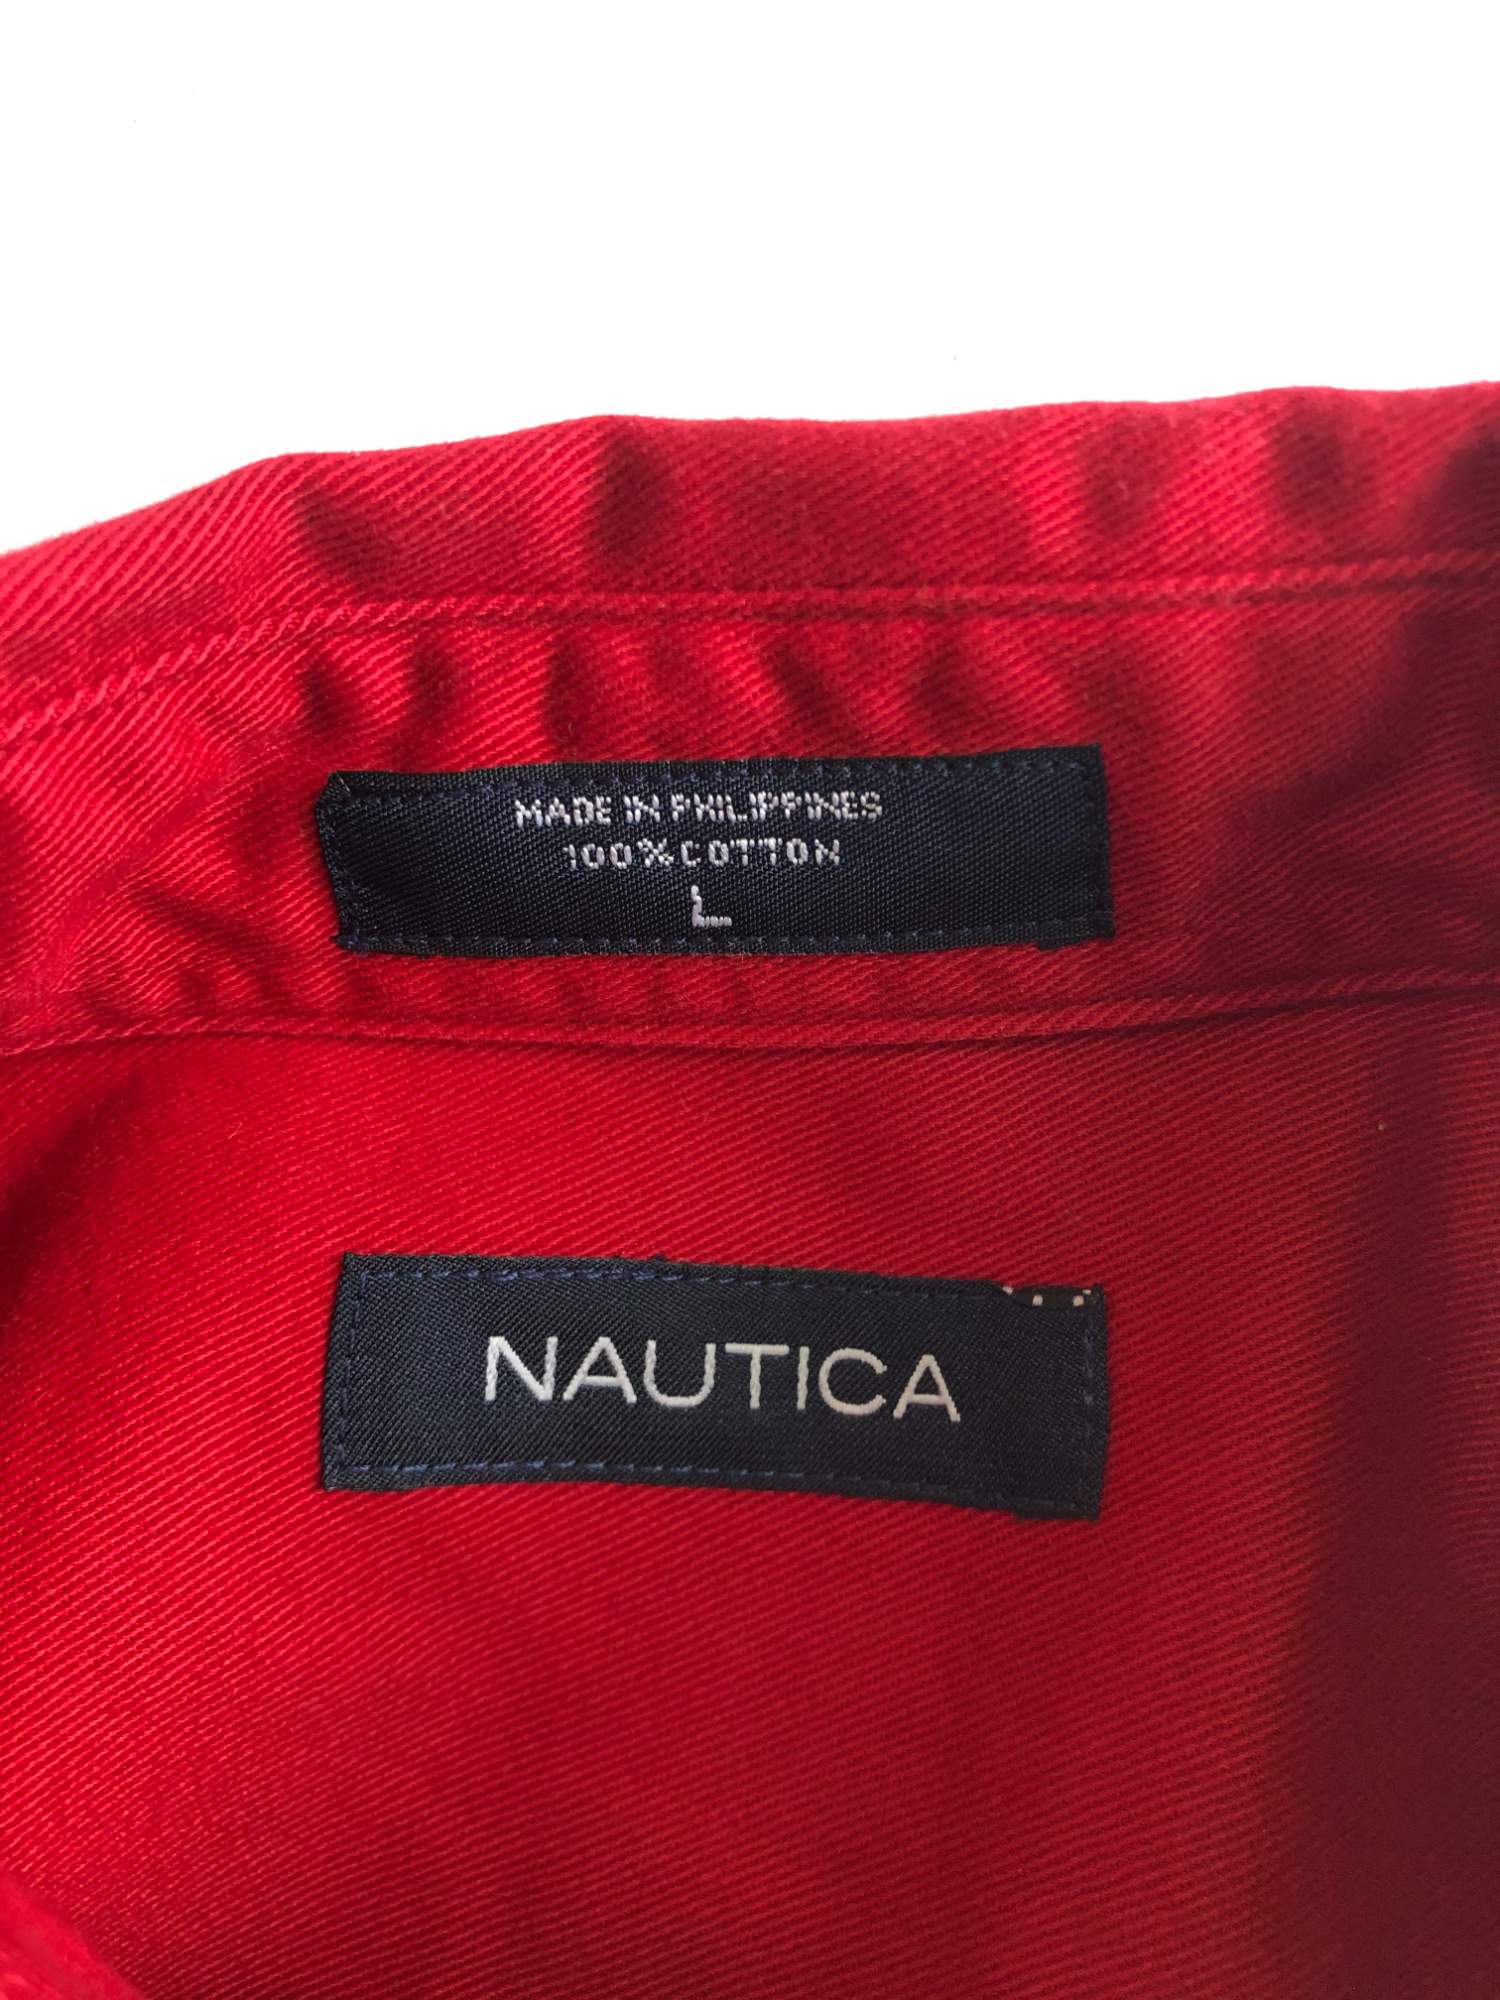 MADE IN PHILIPPINES
100% COTTON
L
NAUTICA